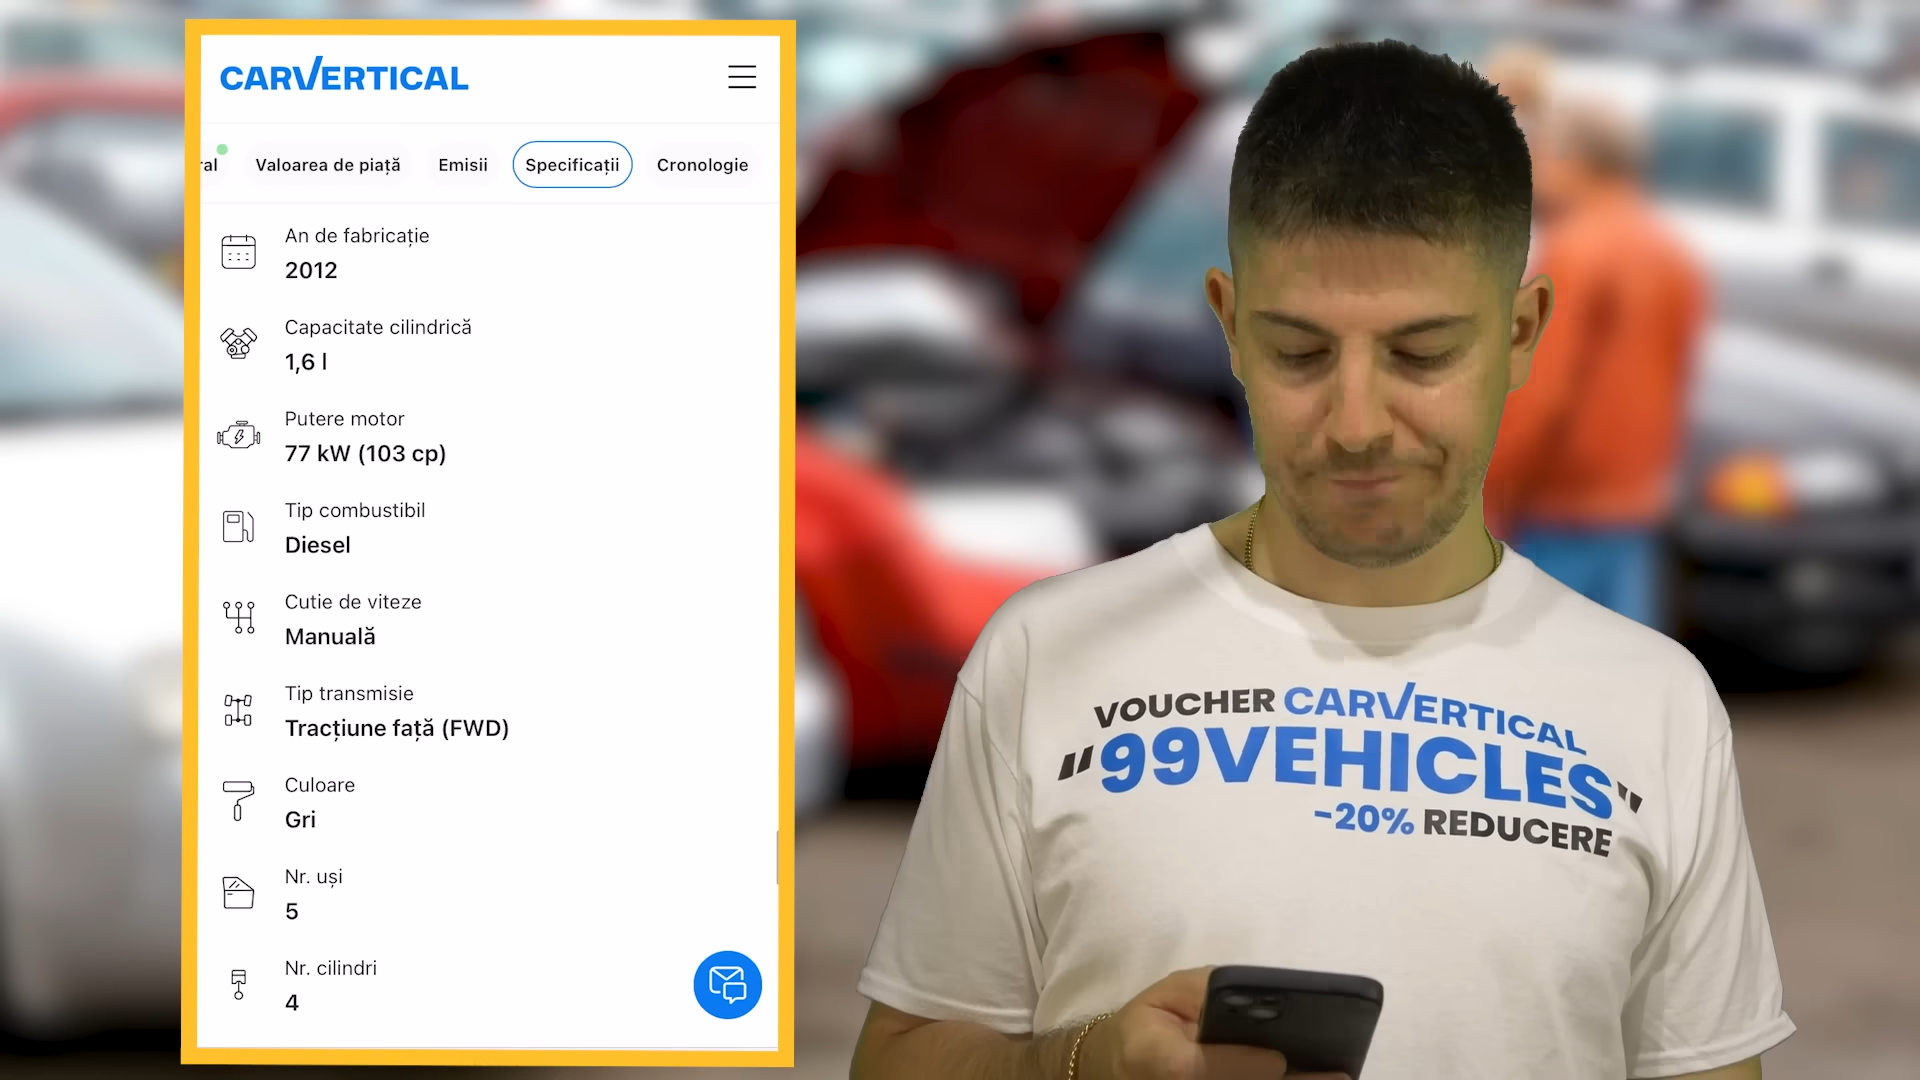 CARVERTICAL
ral
Valoarea de piață
Emisii
Specificații
Cronologie
An de fabricație
2012
Capacitate cilindrică
1,6 l
Putere motor
77 kW (103 cp)
Tip combustibil
Diesel
Cutie de viteze
Manuală
Tip transmisie
Tracțiune față (FWD)
Culoare
Gri
Nr. uși
5
Nr. cilindri
4
VOUCHER CARVERTICAL
"99VEHICLES"
-20% REDUCERE